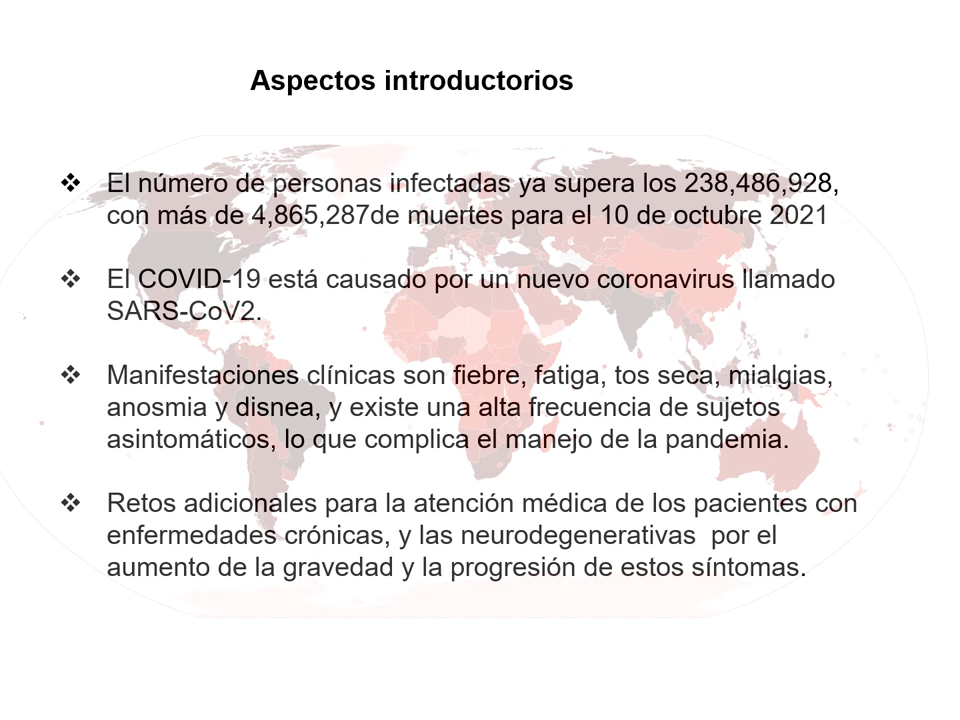 Aspectos introductorios
❖ El número de personas infectadas ya supera los 238,486,928,
con más de 4,865,287de muertes para el 10 de octubre 2021
❖ El COVID-19 está causado por un nuevo coronavirus llamado
SARS-CoV2.
❖ Manifestaciones clínicas son fiebre, fatiga, tos seca, mialgias,
anosmia y disnea, y existe una alta frecuencia de sujetos
asintomáticos, lo que complica el manejo de la pandemia.
❖ Retos adicionales para la atención médica de los pacientes con
enfermedades crónicas, y las neurodegenerativas  por el
aumento de la gravedad y la progresión de estos síntomas.